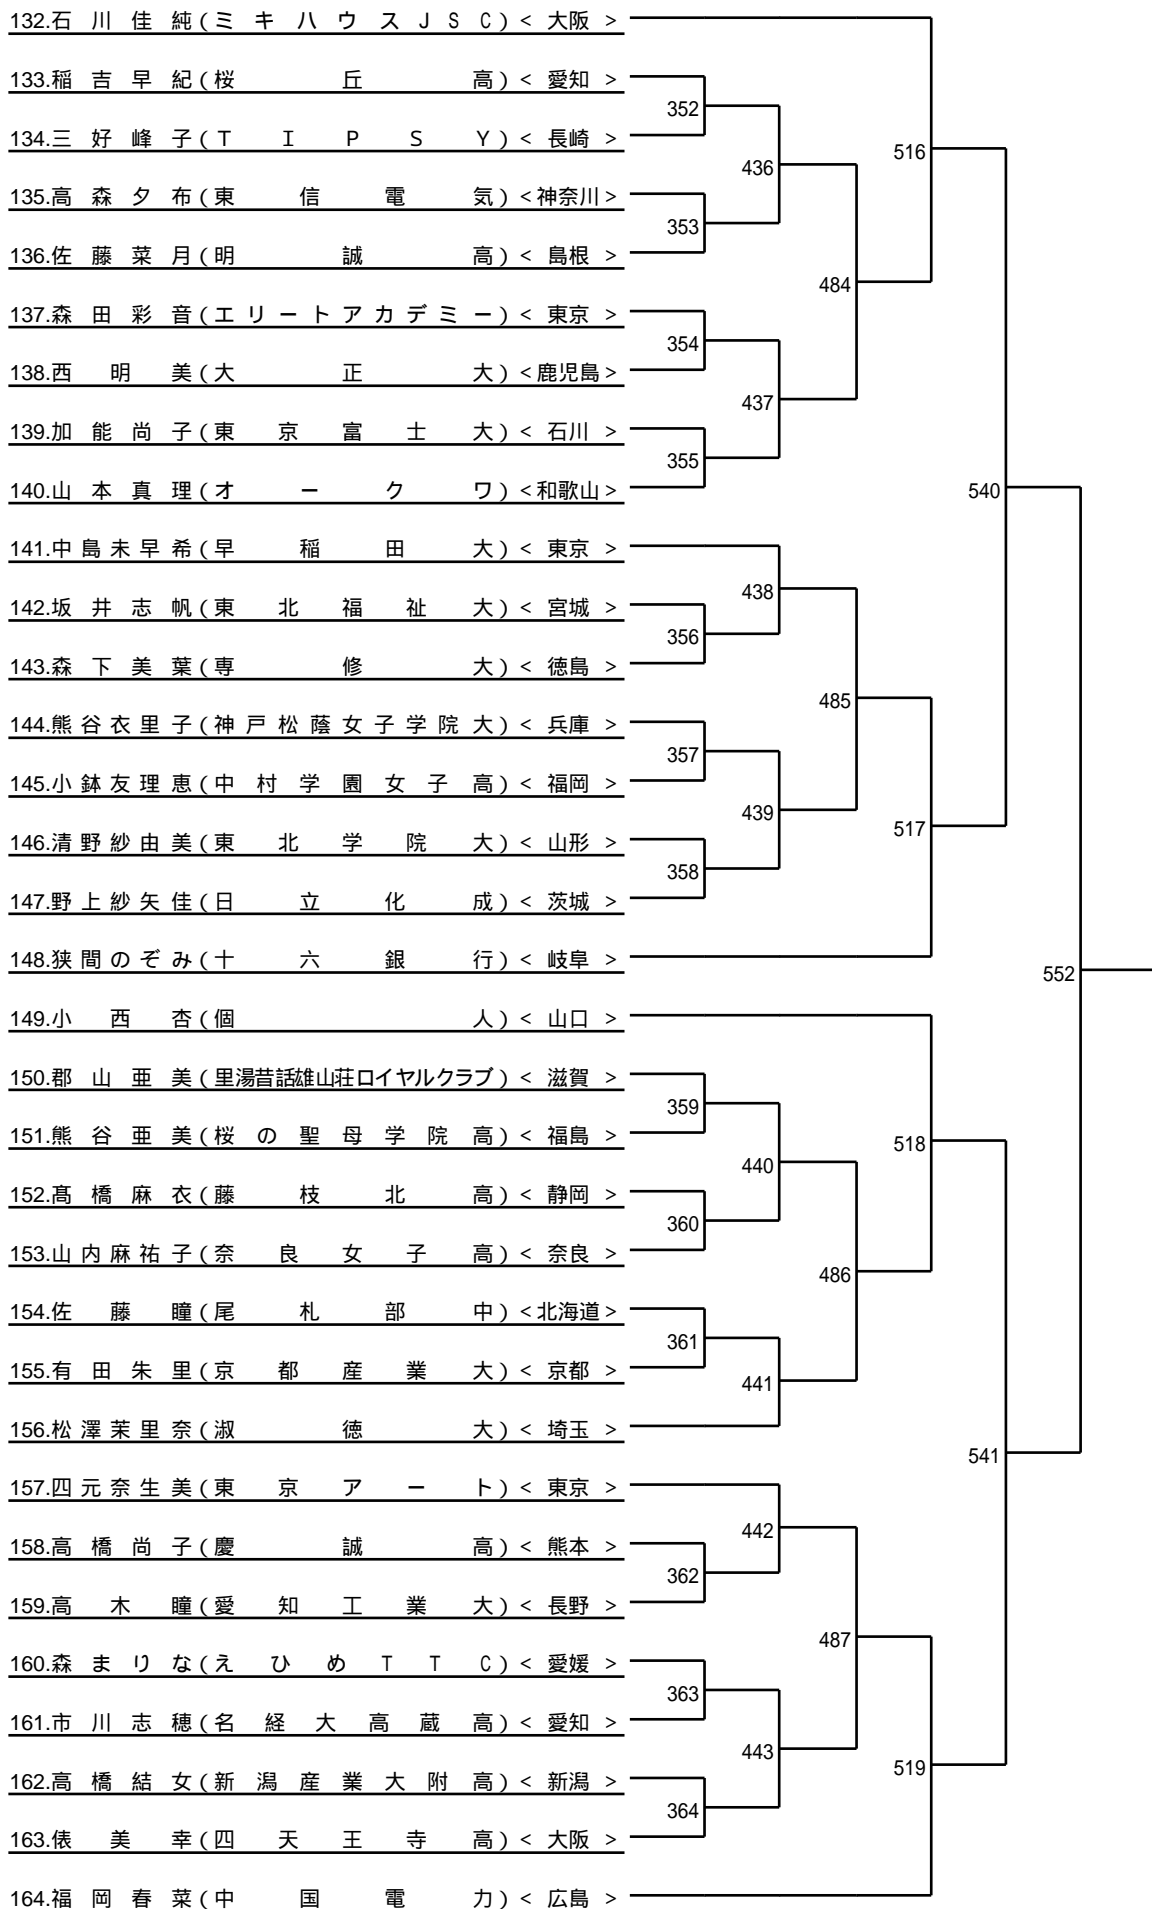 132.石川佳純(ミキハウスJSC)<大阪>
133.稲吉早紀(桜丘高)<愛知>
352
134.三好峰子(TIPSY)<長崎>
516
436
135.高森夕布(東信電気)<神奈川>
353
136.佐藤菜月(明誠高)<島根>
484
137.森田彩音(エリートアカデミー)<東京>
354
138.西明美(大正大)<鹿児島>
437
139.加能尚子(東京富士大)<石川>
355
140.山本真理(オークワ)<和歌山>
540
141.中島未早希(早稲田大)<東京>
438
142.坂井志帆(東北福祉大)<宮城>
356
143.森下美葉(専修大)<徳島>
485
144.熊谷衣里子(神戸松蔭女子学院大)<兵庫>
357
145.小鉢友理恵(中村学園女子高)<福岡>
439
517
146.清野紗由美(東北学院大)<山形>
358
147.野上紗矢佳(日立化成)<茨城>
148.狭間のぞみ(十六銀行)<岐阜>
552
149.小西杏(個人)<山口>
150.郡山亜美(里湯昔話雄山荘ロイヤルクラブ)<滋賀>
359
151.熊谷亜美(桜の聖母学院高)<福島>
518
440
152.髙橋麻衣(藤枝北高)<静岡>
360
153.山内麻祐子(奈良女子高)<奈良>
486
154.佐藤瞳(尾札部中)<北海道>
361
155.有田朱里(京都産業大)<京都>
441
156.松澤茉里奈(淑徳大)<埼玉>
541
157.四元奈生美(東京アート)<東京>
442
158.高橋尚子(慶誠高)<熊本>
362
159.高木瞳(愛知工業大)<長野>
487
160.森まりな(えひめTTC)<愛媛>
363
161.市川志穂(名経大高蔵高)<愛知>
443
519
162.高橋結女(新潟産業大附高)<新潟>
364
163.俵美幸(四天王寺高)<大阪>
164.福岡春菜(中国電力)<広島>